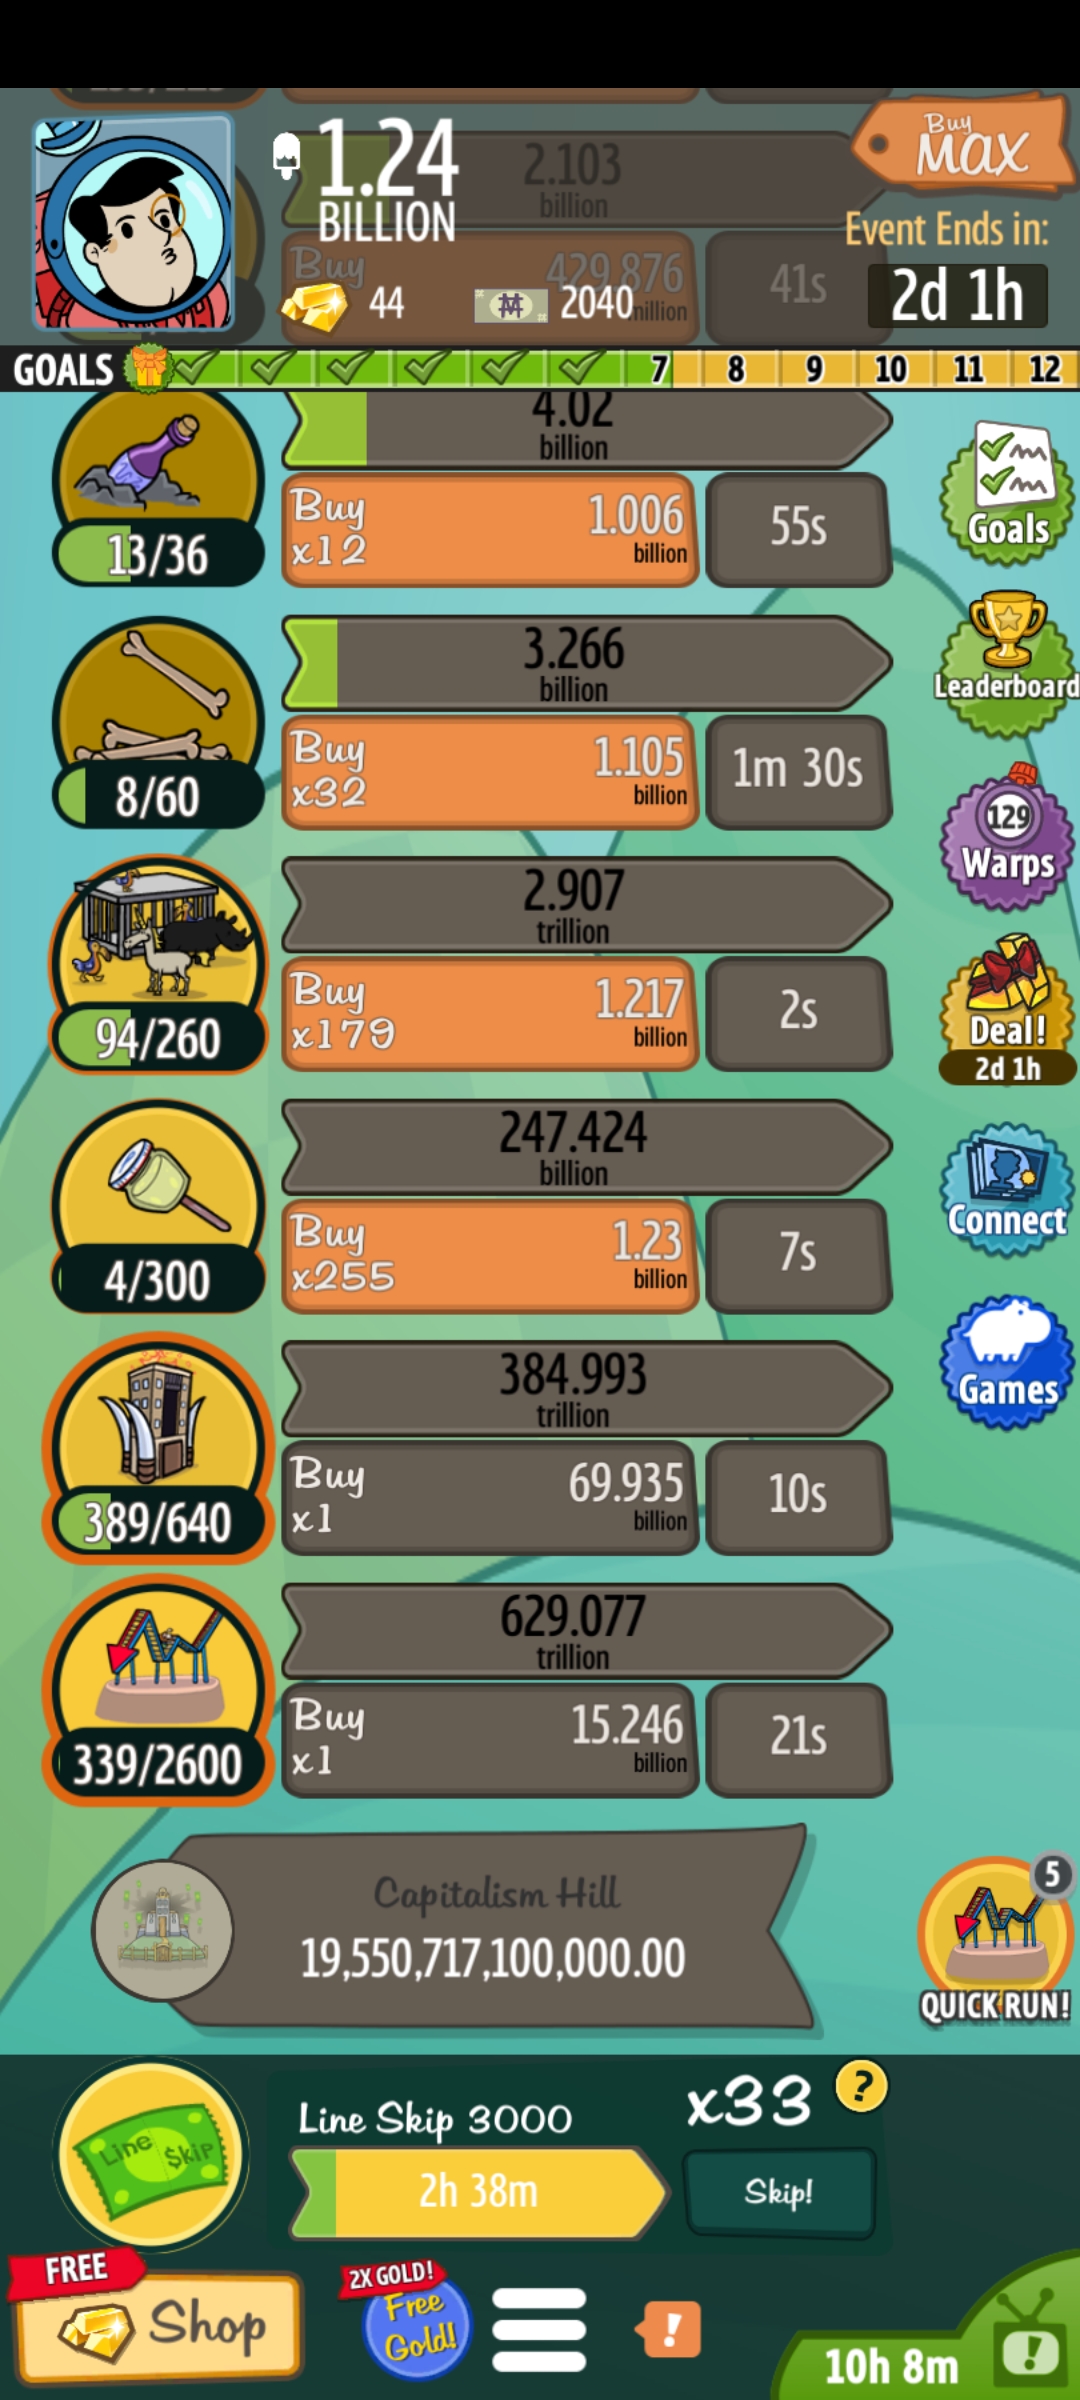 1.24
BILLION
2.103
billion
Buy
MAX
Event Ends in:
Buy
429.876
million
41s
44
2040
2d 1h
GOALS
7
8
9
10
11
12
4.02
billion
13/36
Buy
x12
1.006
billion
55s
Goals
3.266
billion
8/60
Buy
x32
1.105
billion
1m 30s
Leaderboard
129
Warps
2.907
trillion
94/260
Buy
x179
1.217
billion
2s
Deal!
2d 1h
247.424
billion
4/300
Buy
x255
1.23
billion
7s
Connect
384.993
trillion
389/640
Buy
x1
69.935
billion
10s
Games
629.077
trillion
339/2600
Buy
x1
15.246
billion
21s
Capitalism Hill
19,550,717,100,000.00
5
QUICK RUN!
Line $kip
Line Skip 3000
2h 38m
x33
?
Skip!
FREE
Shop
2X GOLD!
Free
Gold!
!
10h 8m
!